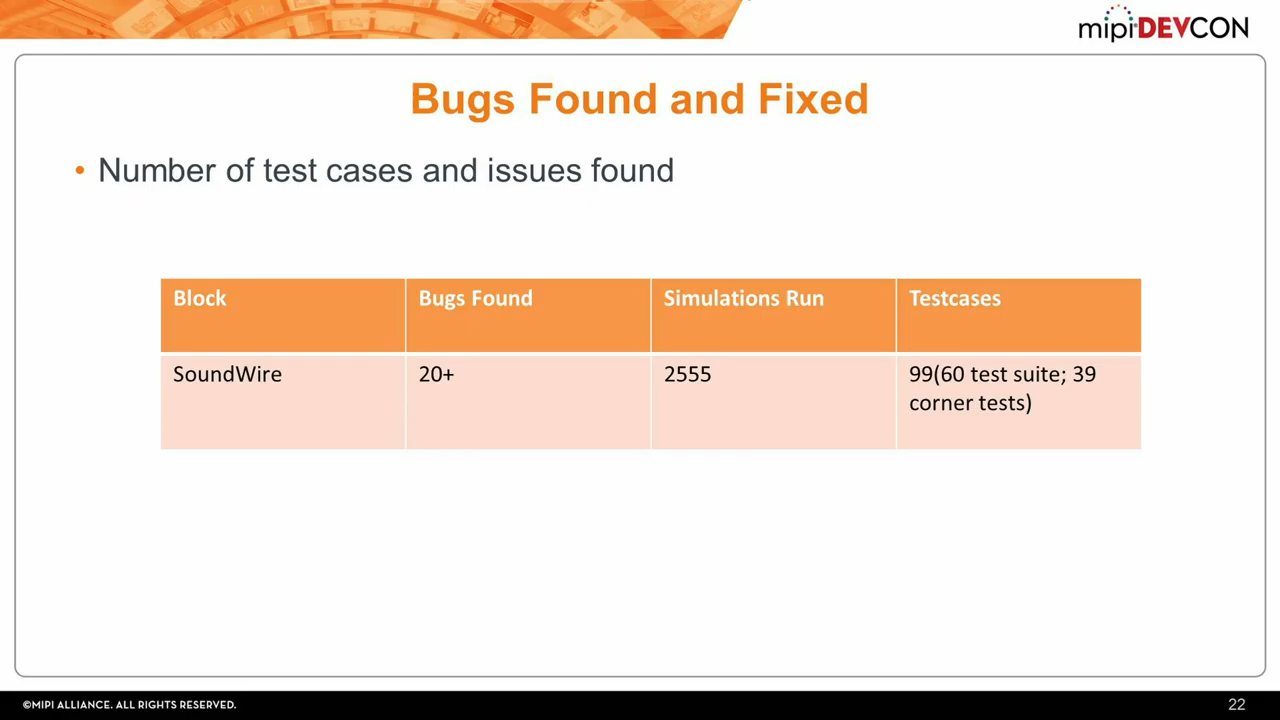 mipiDEVCON
Bugs Found and Fixed
• Number of test cases and issues found
Block Bugs Found Simulations Run Testcases
SoundWire 20+ 2555 99(60 test suite; 39
corner tests)
©MIPI ALLIANCE. ALL RIGHTS RESERVED.
22